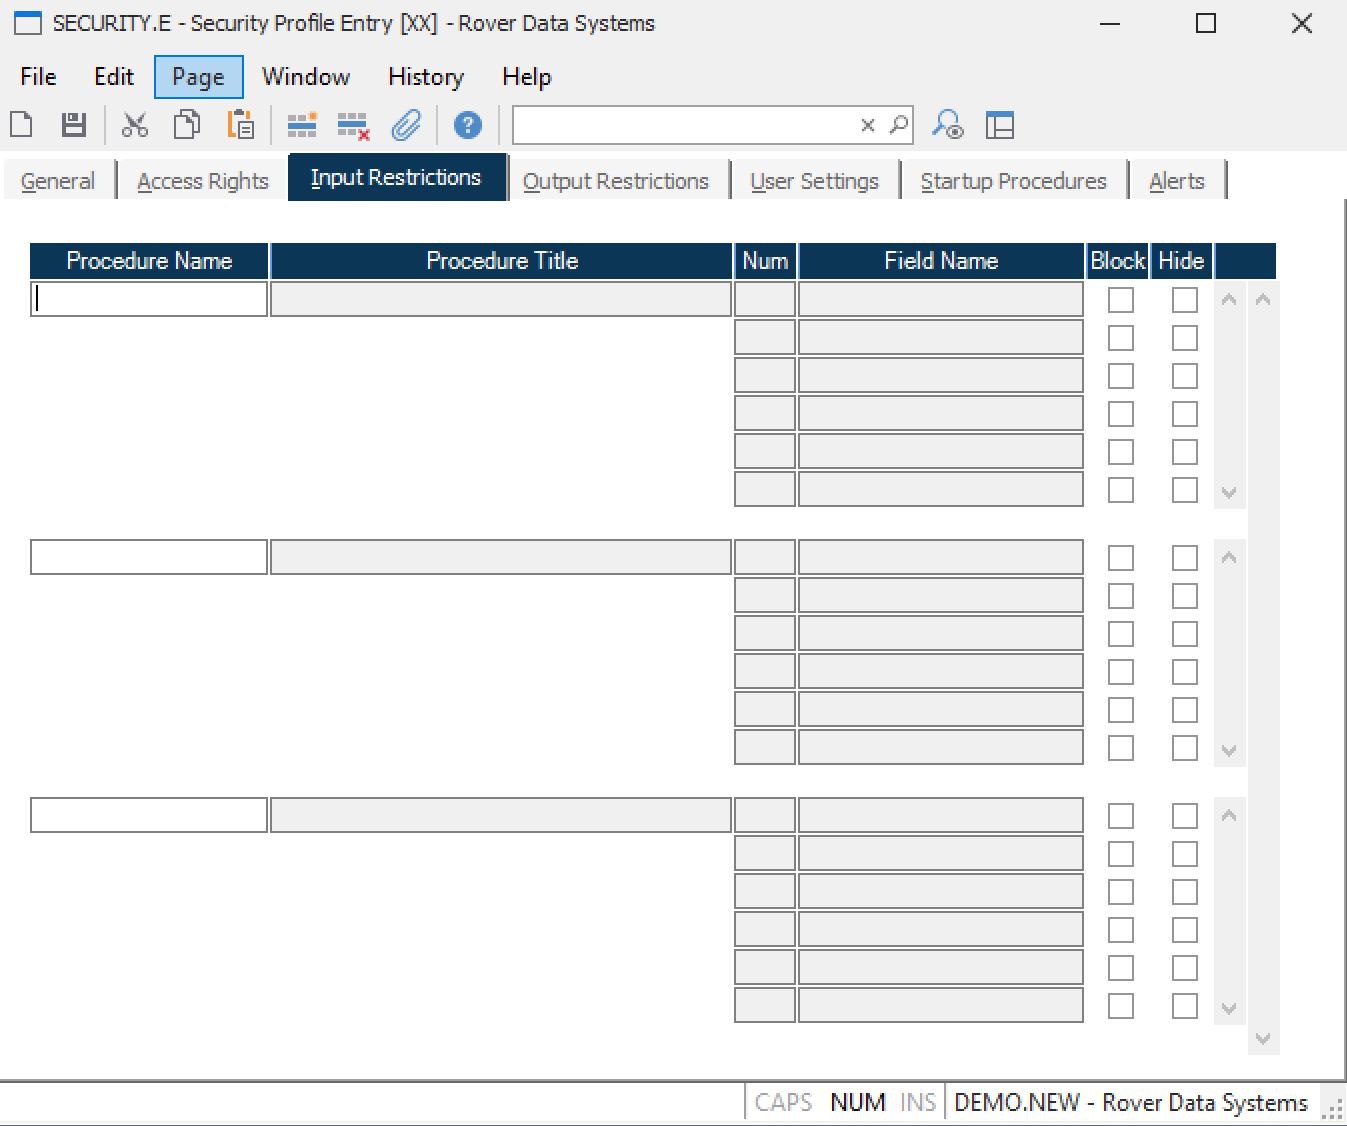 SECURITY.E - Security Profile Entry [XX] - Rover Data Systems
File Edit Page Window History Help
General Access Rights Input Restrictions Output Restrictions User Settings Startup Procedures Alerts
Procedure Name Procedure Title Num Field Name Block Hide
CAPS NUM INS DEMO.NEW - Rover Data Systems